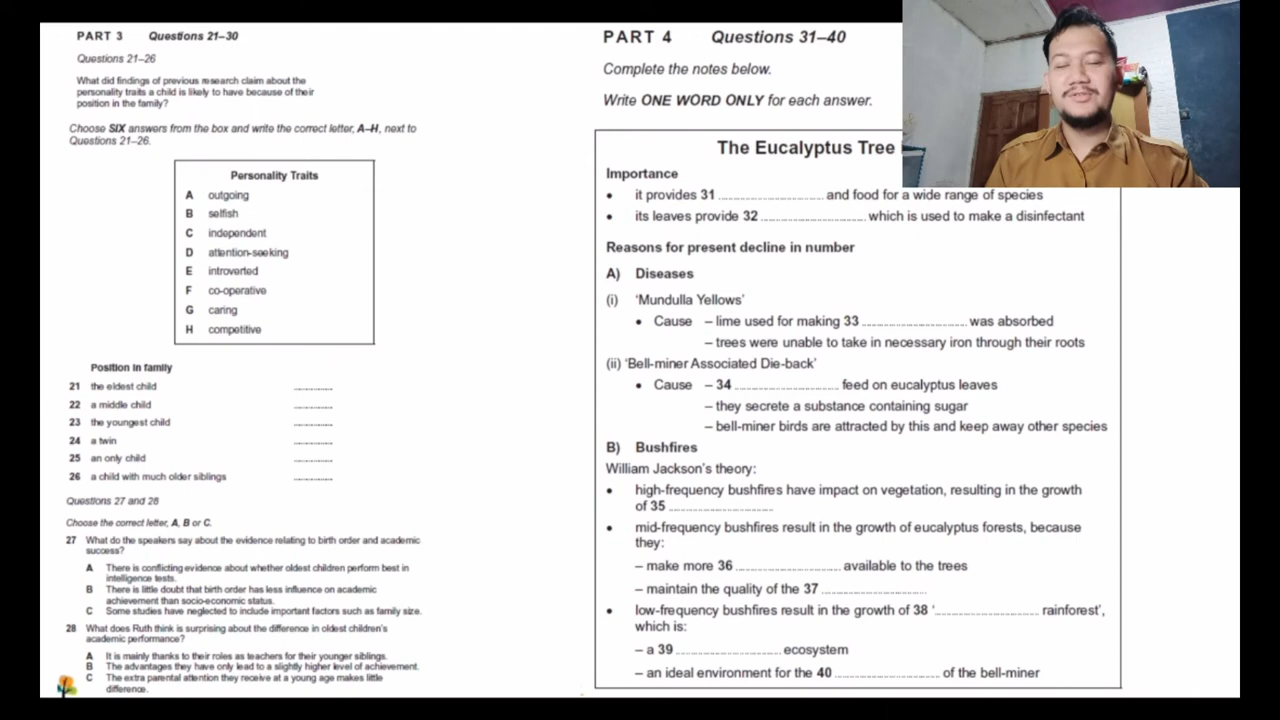 PART 3 Questions 21–30
Questions 21–26
What did findings of previous research claim about the
personality traits a child is likely to have because of their
position in the family?
Choose SIX answers from the box and write the correct letter, A–H, next to
Questions 21–26.
Personality Traits
A outgoing
B selfish
C independent
D attention-seeking
E introverted
F co-operative
G caring
H competitive
Position in family
21 the eldest child ..............
22 a middle child ..............
23 the youngest child ..............
24 a twin ..............
25 an only child ..............
26 a child with much older siblings ..............
Questions 27 and 28
Choose the correct letter, A, B or C.
27 What do the speakers say about the evidence relating to birth order and academic
success?
A There is conflicting evidence about whether oldest children perform best in
intelligence tests.
B There is little doubt that birth order has less influence on academic
achievement than socio-economic status.
C Some studies have neglected to include important factors such as family size.
28 What does Ruth think is surprising about the difference in oldest children's
academic performance?
A It is mainly thanks to their roles as teachers for their younger siblings.
B The advantages they have only lead to a slightly higher level of achievement.
C The extra parental attention they receive at a young age makes little
difference.
PART 4 Questions 31–40
Complete the notes below.
Write ONE WORD ONLY for each answer.
The Eucalyptus Tree
Importance
• it provides 31 .............................. and food for a wide range of species
• its leaves provide 32 .............................. which is used to make a disinfectant
Reasons for present decline in number
A) Diseases
(i) ‘Mundulla Yellows’
• Cause – lime used for making 33 .............................. was absorbed
– trees were unable to take in necessary iron through their roots
(ii) ‘Bell-miner Associated Die-back’
• Cause – 34 .............................. feed on eucalyptus leaves
– they secrete a substance containing sugar
– bell-miner birds are attracted by this and keep away other species
B) Bushfires
William Jackson's theory:
• high-frequency bushfires have impact on vegetation, resulting in the growth
of 35 ..............................
• mid-frequency bushfires result in the growth of eucalyptus forests, because
they:
– make more 36 .............................. available to the trees
– maintain the quality of the 37 ..............................
• low-frequency bushfires result in the growth of 38 ‘.............................. rainforest’,
which is:
– a 39 .............................. ecosystem
– an ideal environment for the 40 .............................. of the bell-miner